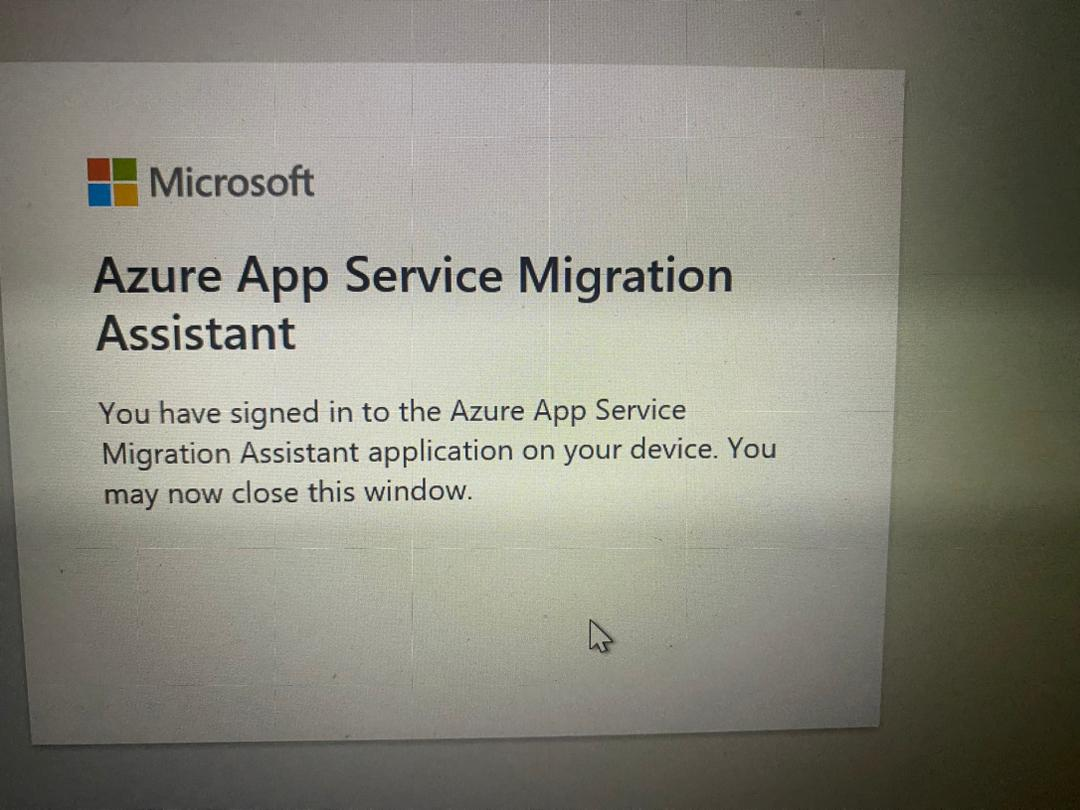 Microsoft
Azure App Service Migration
Assistant
You have signed in to the Azure App Service
Migration Assistant application on your device. You
may now close this window.